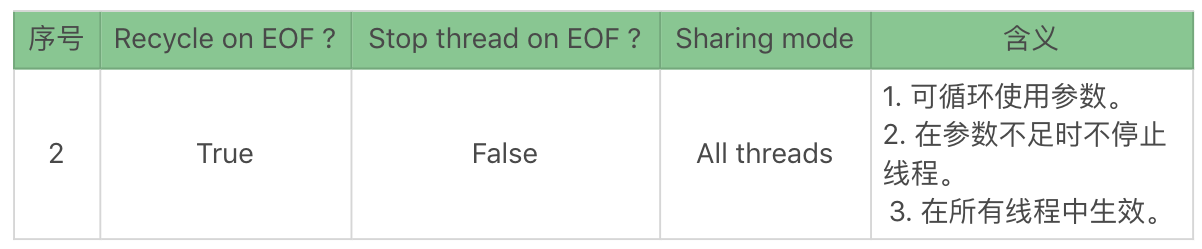 序号 Recycle on EOF ? Stop thread on EOF ? Sharing mode 含义
2 True False All threads
1. 可循环使用参数。
2. 在参数不足时不停止
线程。
3. 在所有线程中生效。